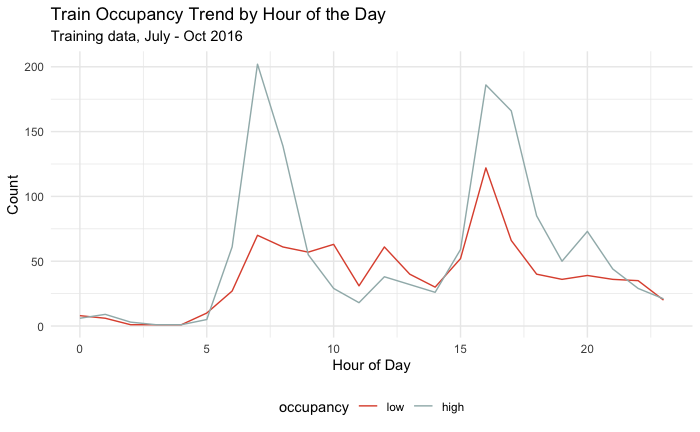 Train Occupancy Trend by Hour of the Day
Training data, July - Oct 2016
200
150
100
50
0
Count
0 5 10 15 20
Hour of Day
occupancy low high